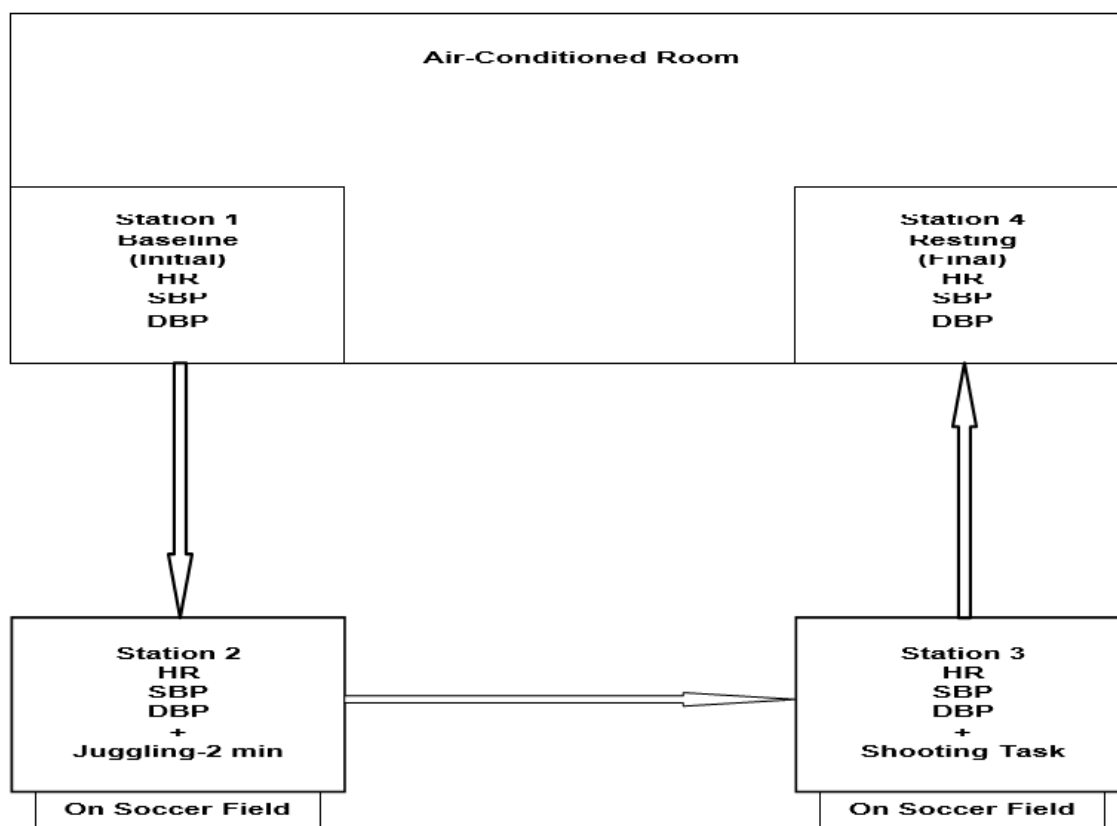 Air-Conditioned Room
Station 1
Baseline
(Initial)
HR
SBP
DBP
Station 4
Resting
(Final)
HR
SBP
DBP
Station 2
HR
SBP
DBP
+
Juggling-2 min
On Soccer Field
Station 3
HR
SBP
DBP
+
Shooting Task
On Soccer Field